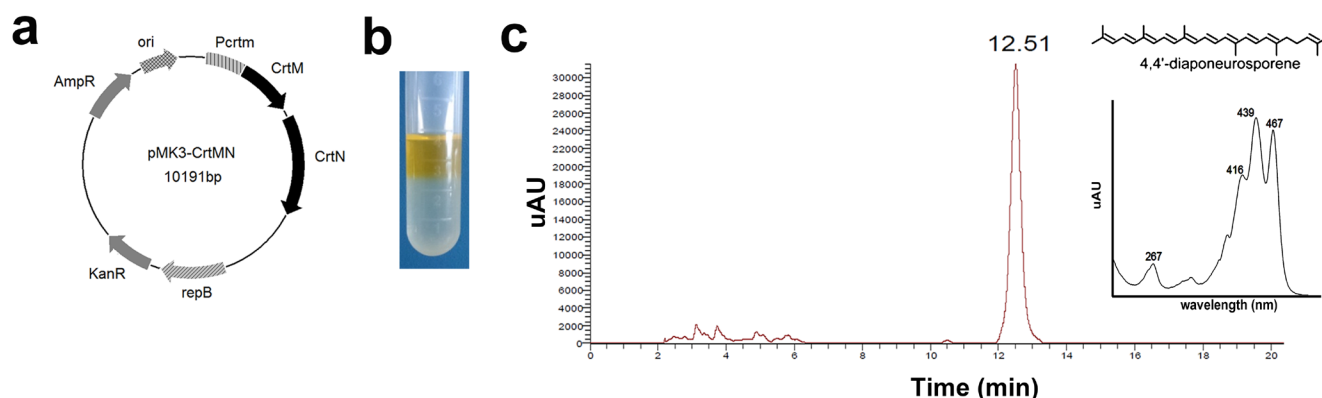 a
ori
Pcrtm
CrtM
AmpR
pMK3-CrtMN
10191bp
CrtN
KanR
repB
b
c
12.51
uAU
30000
28000
26000
24000
22000
20000
18000
16000
14000
12000
10000
8000
6000
4000
2000
0
0 2 4 6 8 10 12 14 16 18 20
Time (min)
4,4'-diaponeurosporene
439
467
416
267
uAU
wavelength (nm)